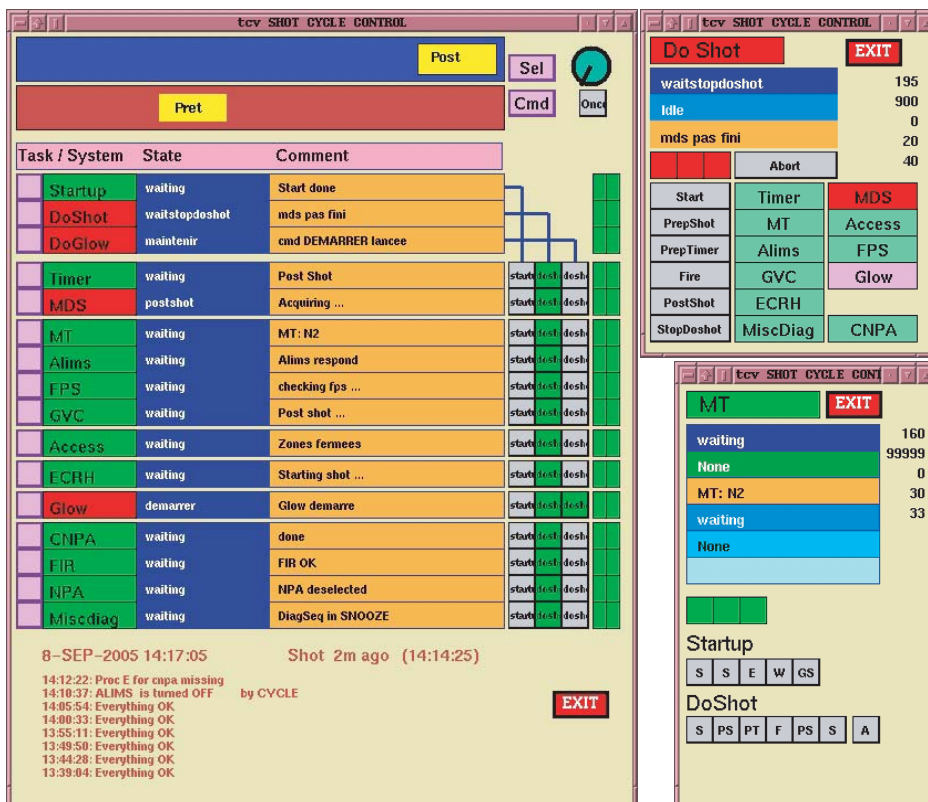 tcv SHOT CYCLE CONTROL
Post
Sel
Pret
Cmd
Once
Task / System State Comment
Startup waiting Start done
DoShot waitstopdoshot mds pas fini
DoGlow maintenir cmd DEMARRER lancee
Timer waiting Post Shot
MDS postshot Acquiring ...
MT waiting MT: N2
Alims waiting Alims respond
FPS waiting checking fps ...
GVC waiting Post shot ...
Access waiting Zones fermees
ECRH waiting Starting shot ...
Glow demarrer Glow demarre
CNPA waiting done
FIR waiting FIR OK
NPA waiting NPA deselected
Miscdiag waiting DiagSeq in SNOOZE
8-SEP-2005 14:17:05 Shot 2m ago (14:14:25)
14:12:22: Proc E for cnpa missing
14:10:37: ALIMS is turned OFF by CYCLE
14:05:54: Everything OK
14:00:33: Everything OK
13:55:11: Everything OK
13:49:50: Everything OK
13:44:28: Everything OK
13:39:04: Everything OK
EXIT
tcv SHOT CYCLE CONTROL
Do Shot EXIT
waitstopdoshot 195
Idle 900
0
mds pas fini 20
Abort 40
Start Timer MDS
PrepShot MT Access
PrepTimer Alims FPS
Fire GVC Glow
PostShot ECRH
StopDoshot MiscDiag CNPA
tcv SHOT CYCLE CONT
MT EXIT
waiting 160
None 99999
0
MT: N2 30
waiting 33
None
Startup
S S E W GS
DoShot
S PS PT F PS S A